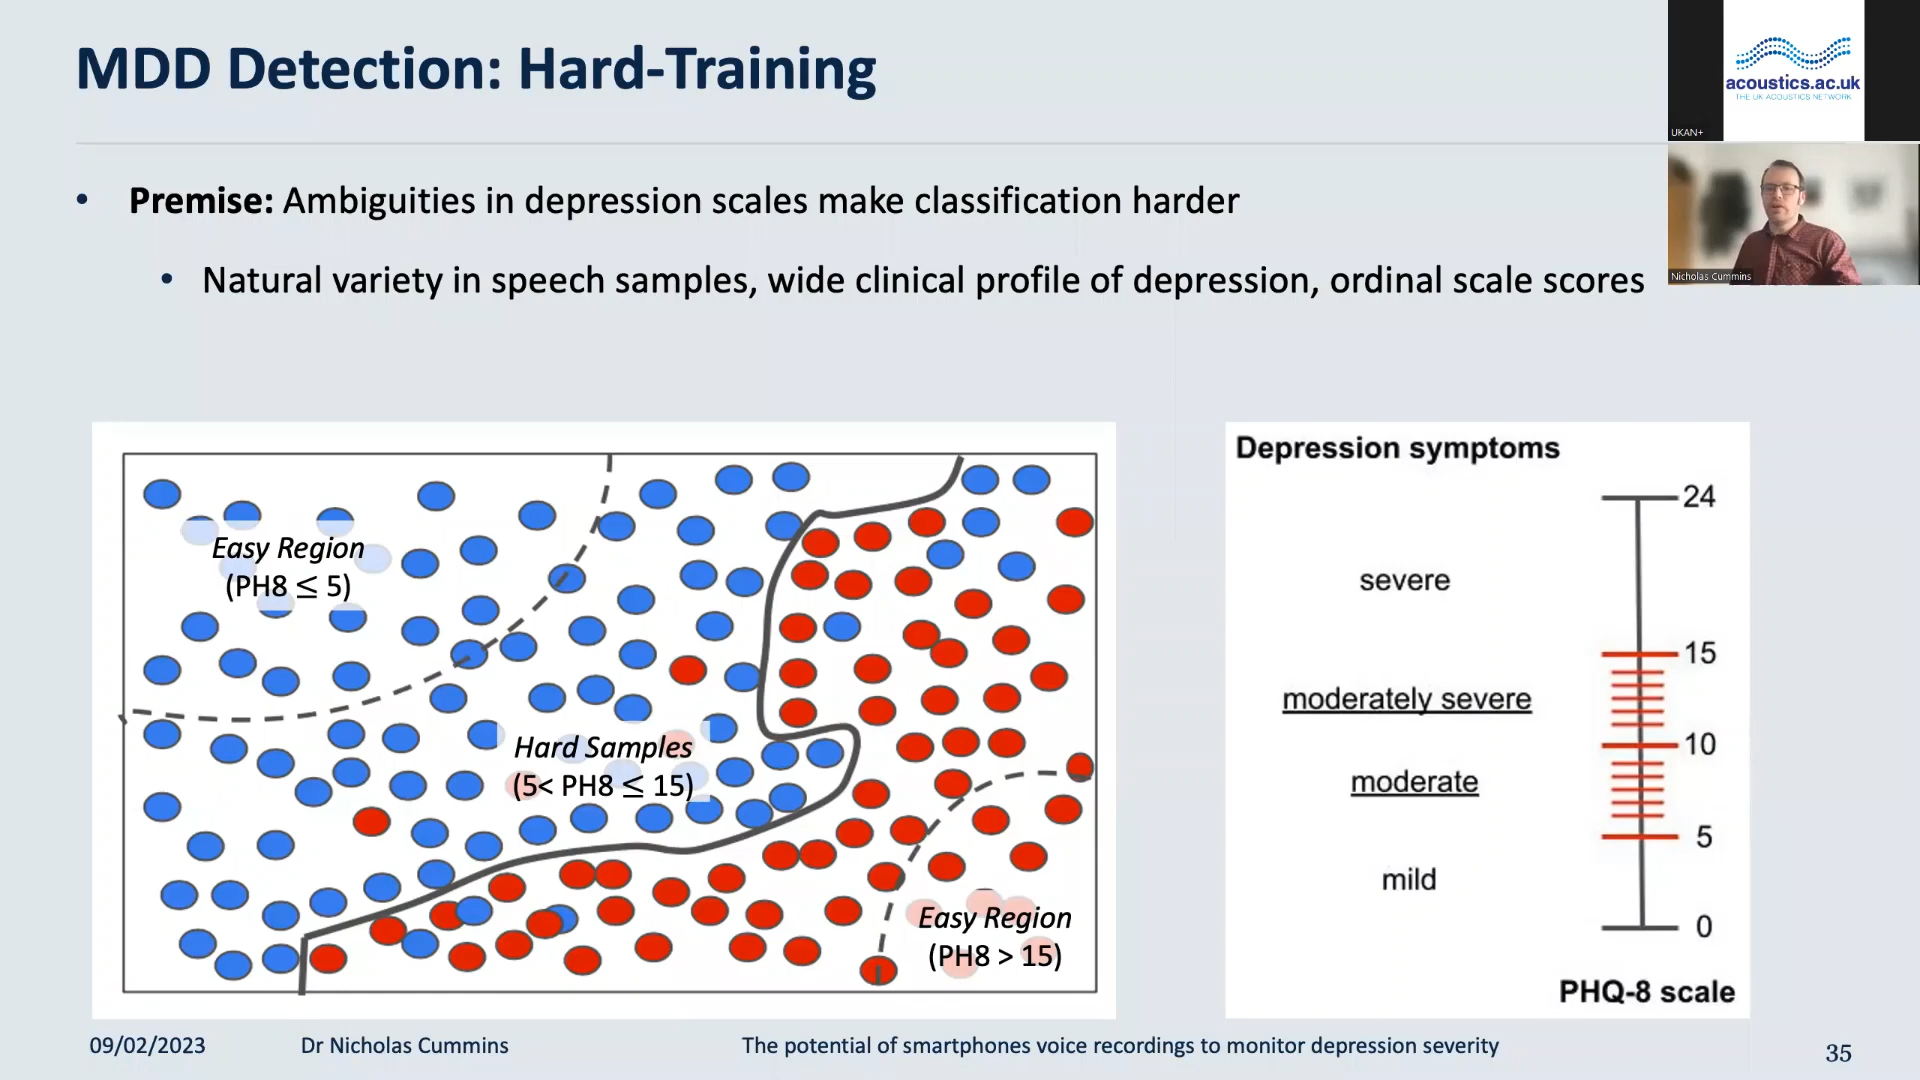 MDD Detection: Hard-Training
acoustics.ac.uk
THE UK ACOUSTICS NETWORK
UKAN+
• Premise: Ambiguities in depression scales make classification harder
• Natural variety in speech samples, wide clinical profile of depression, ordinal scale scores
Nicholas Cummins
Easy Region
(PH8 ≤ 5)
Hard Samples
(5< PH8 ≤ 15)
Easy Region
(PH8 > 15)
Depression symptoms
24
severe
15
moderately severe
10
moderate
5
mild
0
PHQ-8 scale
09/02/2023
Dr Nicholas Cummins
The potential of smartphones voice recordings to monitor depression severity
35